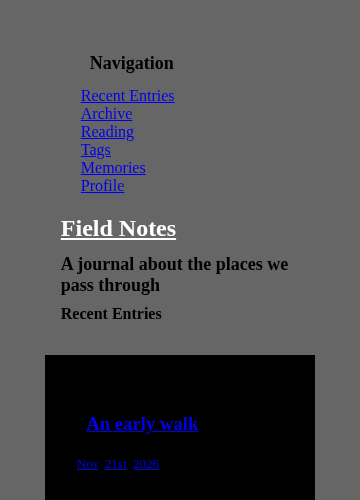 Navigation
Recent Entries
Archive
Reading
Tags
Memories
Profile
Field Notes
A journal about the places we
pass through
Recent Entries
An early walk
Nov. 21st, 2026